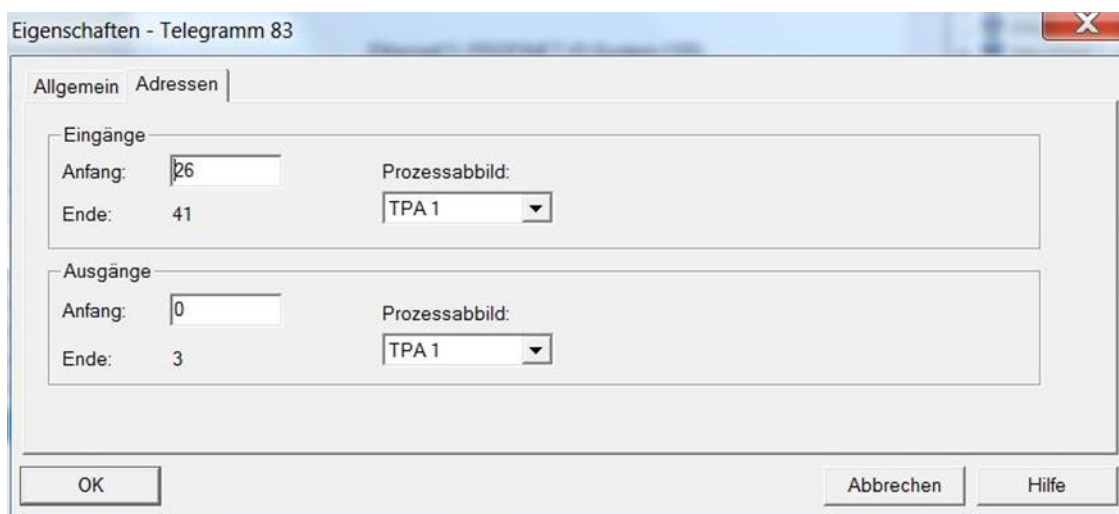 Eigenschaften - Telegramm 83
Allgemein Adressen
Eingänge
Anfang: 26 Prozessabbild:
Ende: 41 TPA 1
Ausgänge
Anfang: 0 Prozessabbild:
Ende: 3 TPA 1
OK Abbrechen Hilfe